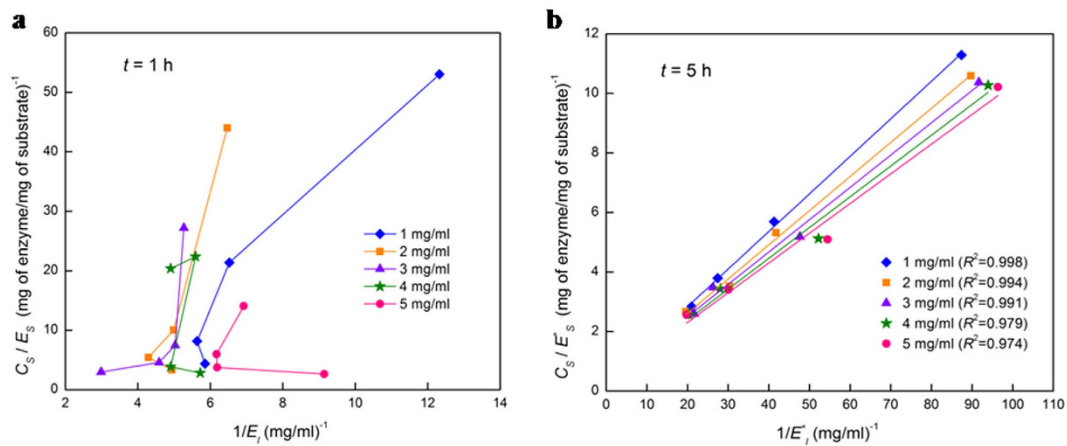 a
t = 1 h
60
50
40
30
20
10
0
2 4 6 8 10 12 14
C_S / E_S (mg of enzyme/mg of substrate)^-1
1/E_I (mg/ml)^-1
1 mg/ml
2 mg/ml
3 mg/ml
4 mg/ml
5 mg/ml
b
t = 5 h
12
10
8
6
4
2
0
10 20 30 40 50 60 70 80 90 100 110
C_S / E^*_S (mg of enzyme/mg of substrate)^-1
1/E^*_I (mg/ml)^-1
1 mg/ml (R^2=0.998)
2 mg/ml (R^2=0.994)
3 mg/ml (R^2=0.991)
4 mg/ml (R^2=0.979)
5 mg/ml (R^2=0.974)